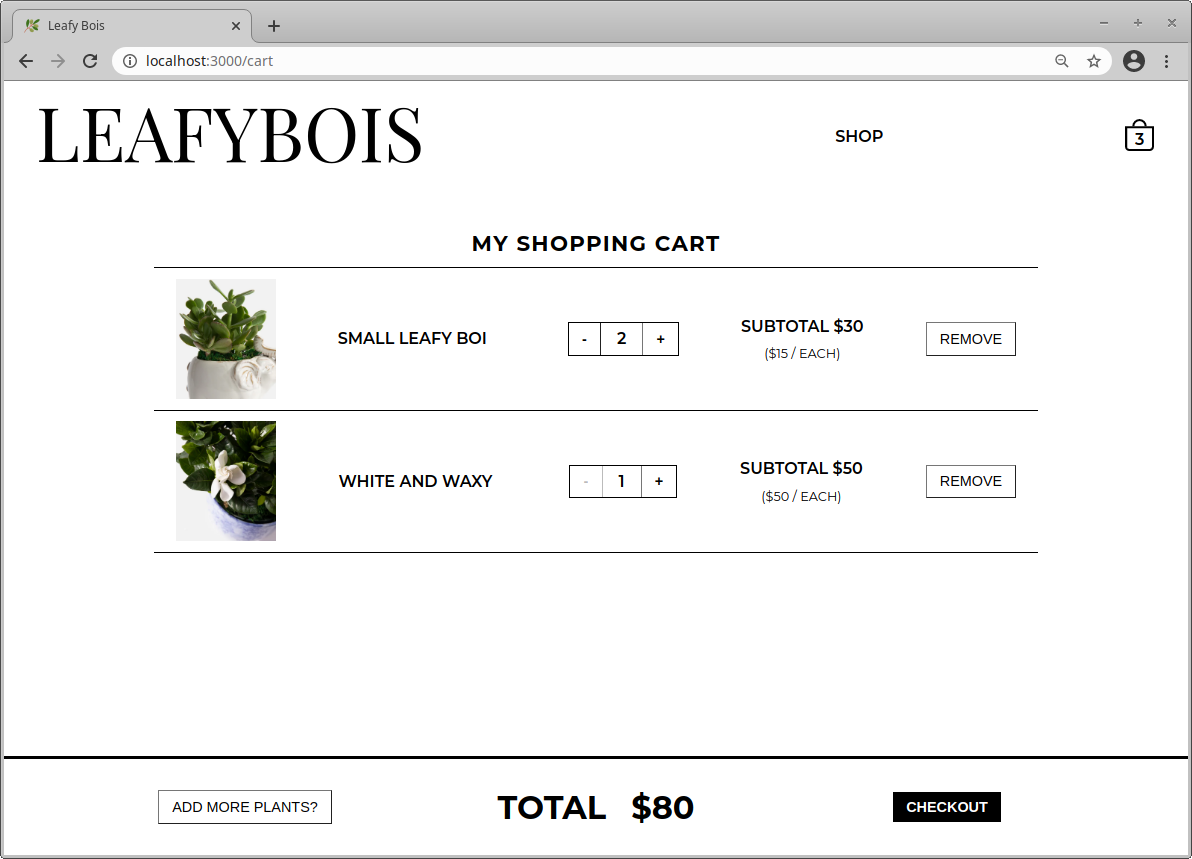 Leafy Bois
localhost:3000/cart
LEAFYBOIS
SHOP
3
MY SHOPPING CART
SMALL LEAFY BOI
- 2 +
SUBTOTAL $30
($15 / EACH)
REMOVE
WHITE AND WAXY
- 1 +
SUBTOTAL $50
($50 / EACH)
REMOVE
ADD MORE PLANTS?
TOTAL $80
CHECKOUT